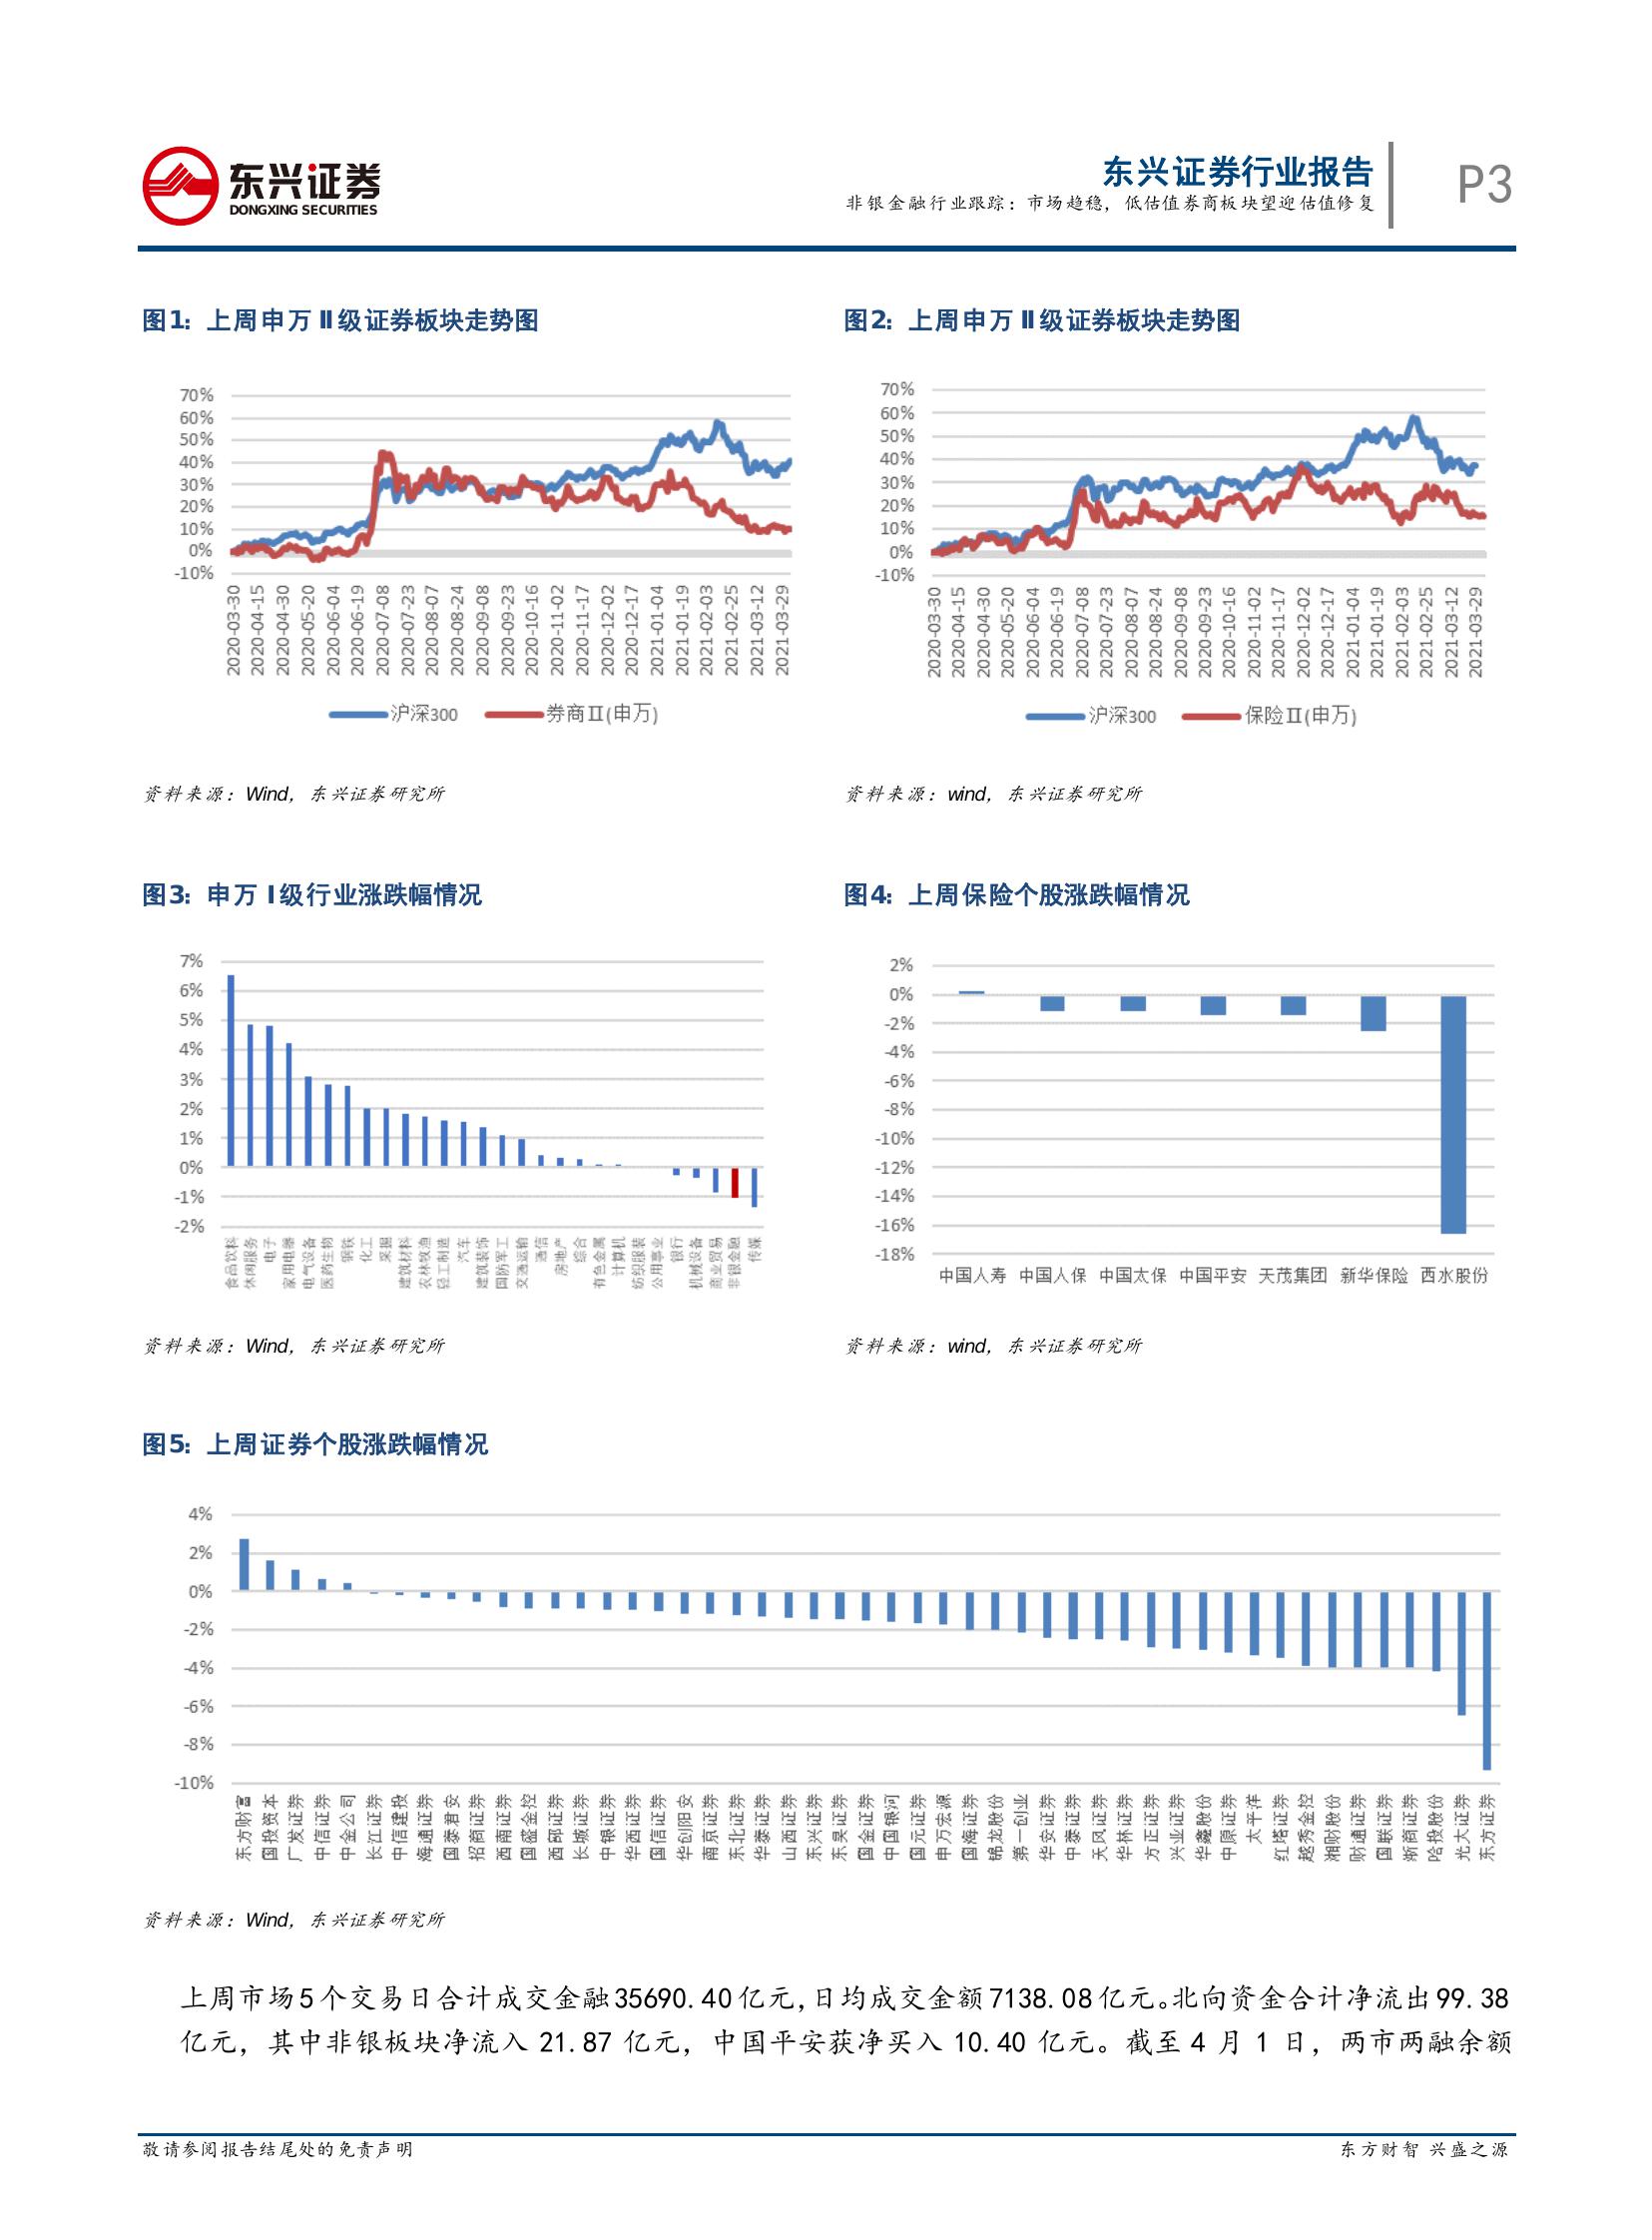 东兴证券
DONGXING SECURITIES
东兴证券行业报告
非银金融行业跟踪：市场趋稳，低估值券商板块望迎估值修复
P3
图1：上周申万 II 级证券板块走势图
70%
60%
50%
40%
30%
20%
10%
0%
-10%
2020-03-30
2020-04-15
2020-04-30
2020-05-20
2020-06-04
2020-06-19
2020-07-08
2020-07-23
2020-08-07
2020-08-24
2020-09-08
2020-09-23
2020-10-16
2020-11-02
2020-11-17
2020-12-02
2020-12-17
2021-01-04
2021-01-19
2021-02-03
2021-02-25
2021-03-12
2021-03-29
沪深300 券商Ⅱ(申万)
资料来源：Wind，东兴证券研究所
图2：上周申万 II 级证券板块走势图
70%
60%
50%
40%
30%
20%
10%
0%
-10%
2020-03-30
2020-04-15
2020-04-30
2020-05-20
2020-06-04
2020-06-19
2020-07-08
2020-07-23
2020-08-07
2020-08-24
2020-09-08
2020-09-23
2020-10-16
2020-11-02
2020-11-17
2020-12-02
2020-12-17
2021-01-04
2021-01-19
2021-02-03
2021-02-25
2021-03-12
2021-03-29
沪深300 保险Ⅱ(申万)
资料来源：wind，东兴证券研究所
图3：申万 I 级行业涨跌幅情况
7%
6%
5%
4%
3%
2%
1%
0%
-1%
-2%
食品饮料
休闲服务
电子
家用电器
电气设备
医药生物
钢铁
化工
采掘
建筑材料
农林牧渔
轻工制造
汽车
建筑装饰
国防军工
交通运输
通信
房地产
综合
有色金属
计算机
纺织服装
公用事业
银行
机械设备
商业贸易
非银金融
传媒
资料来源：Wind，东兴证券研究所
图4：上周保险个股涨跌幅情况
2%
0%
-2%
-4%
-6%
-8%
-10%
-12%
-14%
-16%
-18%
中国人寿 中国人保 中国太保 中国平安 天茂集团 新华保险 西水股份
资料来源：wind，东兴证券研究所
图5：上周证券个股涨跌幅情况
4%
2%
0%
-2%
-4%
-6%
-8%
-10%
东方财富
国投资本
广发证券
中信证券
中金公司
长江证券
中信建投
海通证券
国泰君安
招商证券
西南证券
国盛金控
西部证券
长城证券
中银证券
华西证券
国信证券
华创阳安
南京证券
东北证券
华泰证券
山西证券
东兴证券
东吴证券
国金证券
中国银河
国元证券
申万宏源
国海证券
锦龙股份
第一创业
华安证券
中泰证券
天风证券
华林证券
方正证券
兴业证券
华鑫股份
中原证券
太平洋
红塔证券
越秀金控
湘财股份
财通证券
国联证券
浙商证券
哈投股份
光大证券
东方证券
资料来源：Wind，东兴证券研究所
上周市场5个交易日合计成交金融35690.40亿元,日均成交金额7138.08亿元。北向资金合计净流出99.38
亿元，其中非银板块净流入 21.87 亿元，中国平安获净买入 10.40 亿元。截至 4 月 1 日，两市两融余额
敬请参阅报告结尾处的免责声明
东方财智 兴盛之源